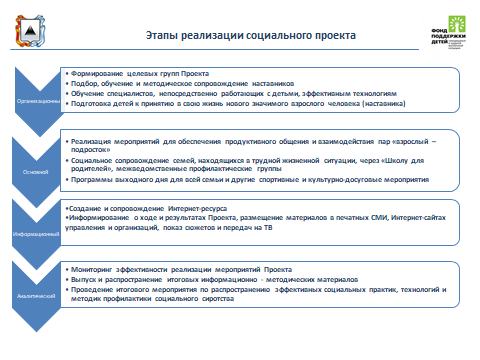 Этапы реализации социального проекта
ФОНД
ПОДДЕРЖКИ
ДЕТЕЙ
Организационный
• Формирование целевых групп Проекта
• Подбор, обучение и методическое сопровождение наставников
• Обучение специалистов, непосредственно работающих с детьми, эффективным технологиям
• Подготовка детей к принятию в свою жизнь нового значимого взрослого человека (наставника)
Основной
• Реализация мероприятий для обеспечения продуктивного общения и взаимодействия пар «взрослый –
подросток»
• Социальное сопровождение семей, находящихся в трудной жизненной ситуации, через «Школу для
родителей», межведомственные профилактические группы
• Программы выходного дня для всей семьи и другие спортивные и культурно-досуговые мероприятия
Информационный
•Создание и сопровождение Интернет-ресурса
•Информирование о ходе и результатах Проекта, размещение материалов в печатных СМИ, Интернет-сайтах
управления и организаций, показ сюжетов и передач на ТВ
Аналитический
• Мониторинг эффективности реализации мероприятий Проекта
• Выпуск и распространение итоговых информационно - методических материалов
• Проведение итогового мероприятия по распространению эффективных социальных практик, технологий и
методик профилактики социального сиротства